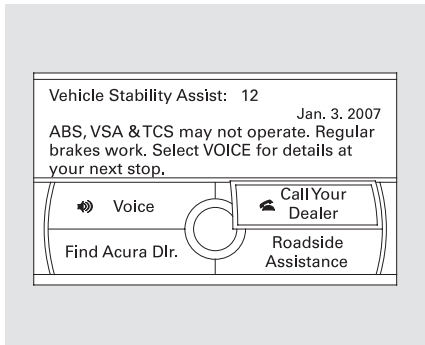 Vehicle Stability Assist: 12
Jan. 3. 2007
ABS, VSA & TCS may not operate. Regular
brakes work. Select VOICE for details at
your next stop.
Voice
Call Your
Dealer
Find Acura Dlr.
Roadside
Assistance